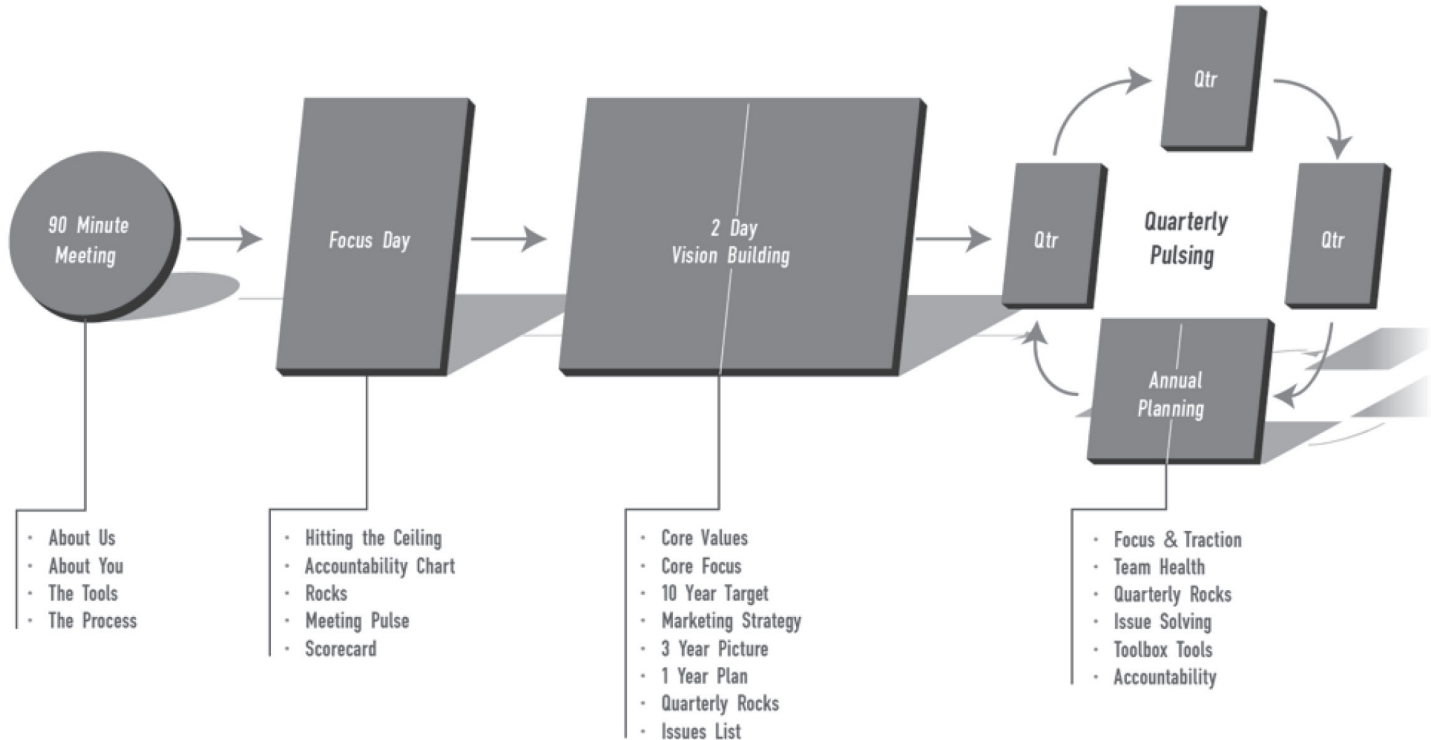 90 Minute
Meeting
Focus Day
2 Day
Vision Building
Qtr
Qtr
Qtr
Quarterly
Pulsing
Annual
Planning
· About Us
· About You
· The Tools
· The Process
· Hitting the Ceiling
· Accountability Chart
· Rocks
· Meeting Pulse
· Scorecard
· Core Values
· Core Focus
· 10 Year Target
· Marketing Strategy
· 3 Year Picture
· 1 Year Plan
· Quarterly Rocks
· Issues List
· Focus & Traction
· Team Health
· Quarterly Rocks
· Issue Solving
· Toolbox Tools
· Accountability